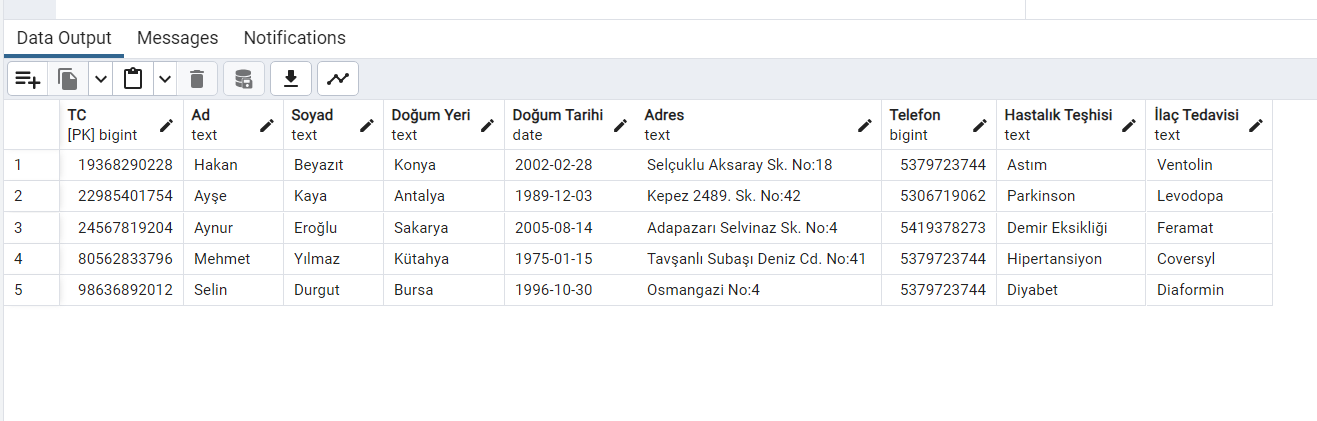 Data Output Messages Notifications
TC Ad Soyad Doğum Yeri Doğum Tarihi Adres Telefon Hastalık Teşhisi İlaç Tedavisi
[PK] bigint text text text date text bigint text text
1 19368290228 Hakan Beyazıt Konya 2002-02-28 Selçuklu Aksaray Sk. No:18 5379723744 Astım Ventolin
2 22985401754 Ayşe Kaya Antalya 1989-12-03 Kepez 2489. Sk. No:42 5306719062 Parkinson Levodopa
3 24567819204 Aynur Eroğlu Sakarya 2005-08-14 Adapazarı Selvinaz Sk. No:4 5419378273 Demir Eksikliği Feramat
4 80562833796 Mehmet Yılmaz Kütahya 1975-01-15 Tavşanlı Subaşı Deniz Cd. No:41 5379723744 Hipertansiyon Coversyl
5 98636892012 Selin Durgut Bursa 1996-10-30 Osmangazi No:4 5379723744 Diyabet Diaformin